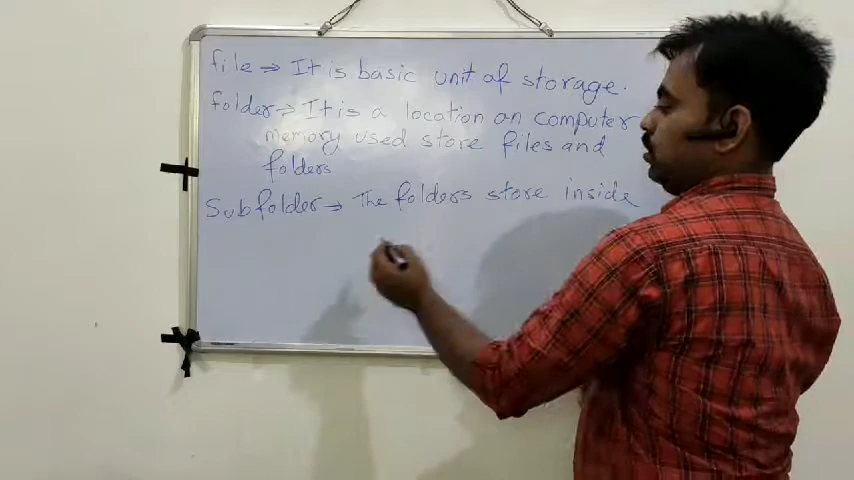 file ⇒ It is basic unit of storage.
folder → It is a location on computer
memory used store files and
folders
Subfolder → The folders store inside